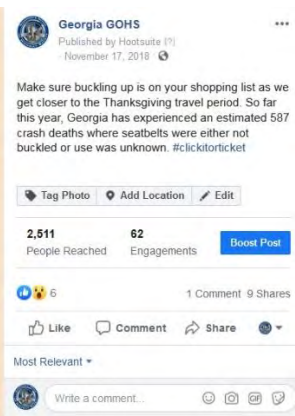 Georgia GOHS
Published by Hootsuite [?]
· November 17, 2018 ·
Make sure buckling up is on your shopping list as we
get closer to the Thanksgiving travel period. So far
this year, Georgia has experienced an estimated 587
crash deaths where seatbelts were either not
buckled or use was unknown. #clickitorticket
Tag Photo Add Location Edit
2,511 62
People Reached Engagements Boost Post
6 1 Comment 9 Shares
Like Comment Share
Most Relevant
Write a comment... GIF